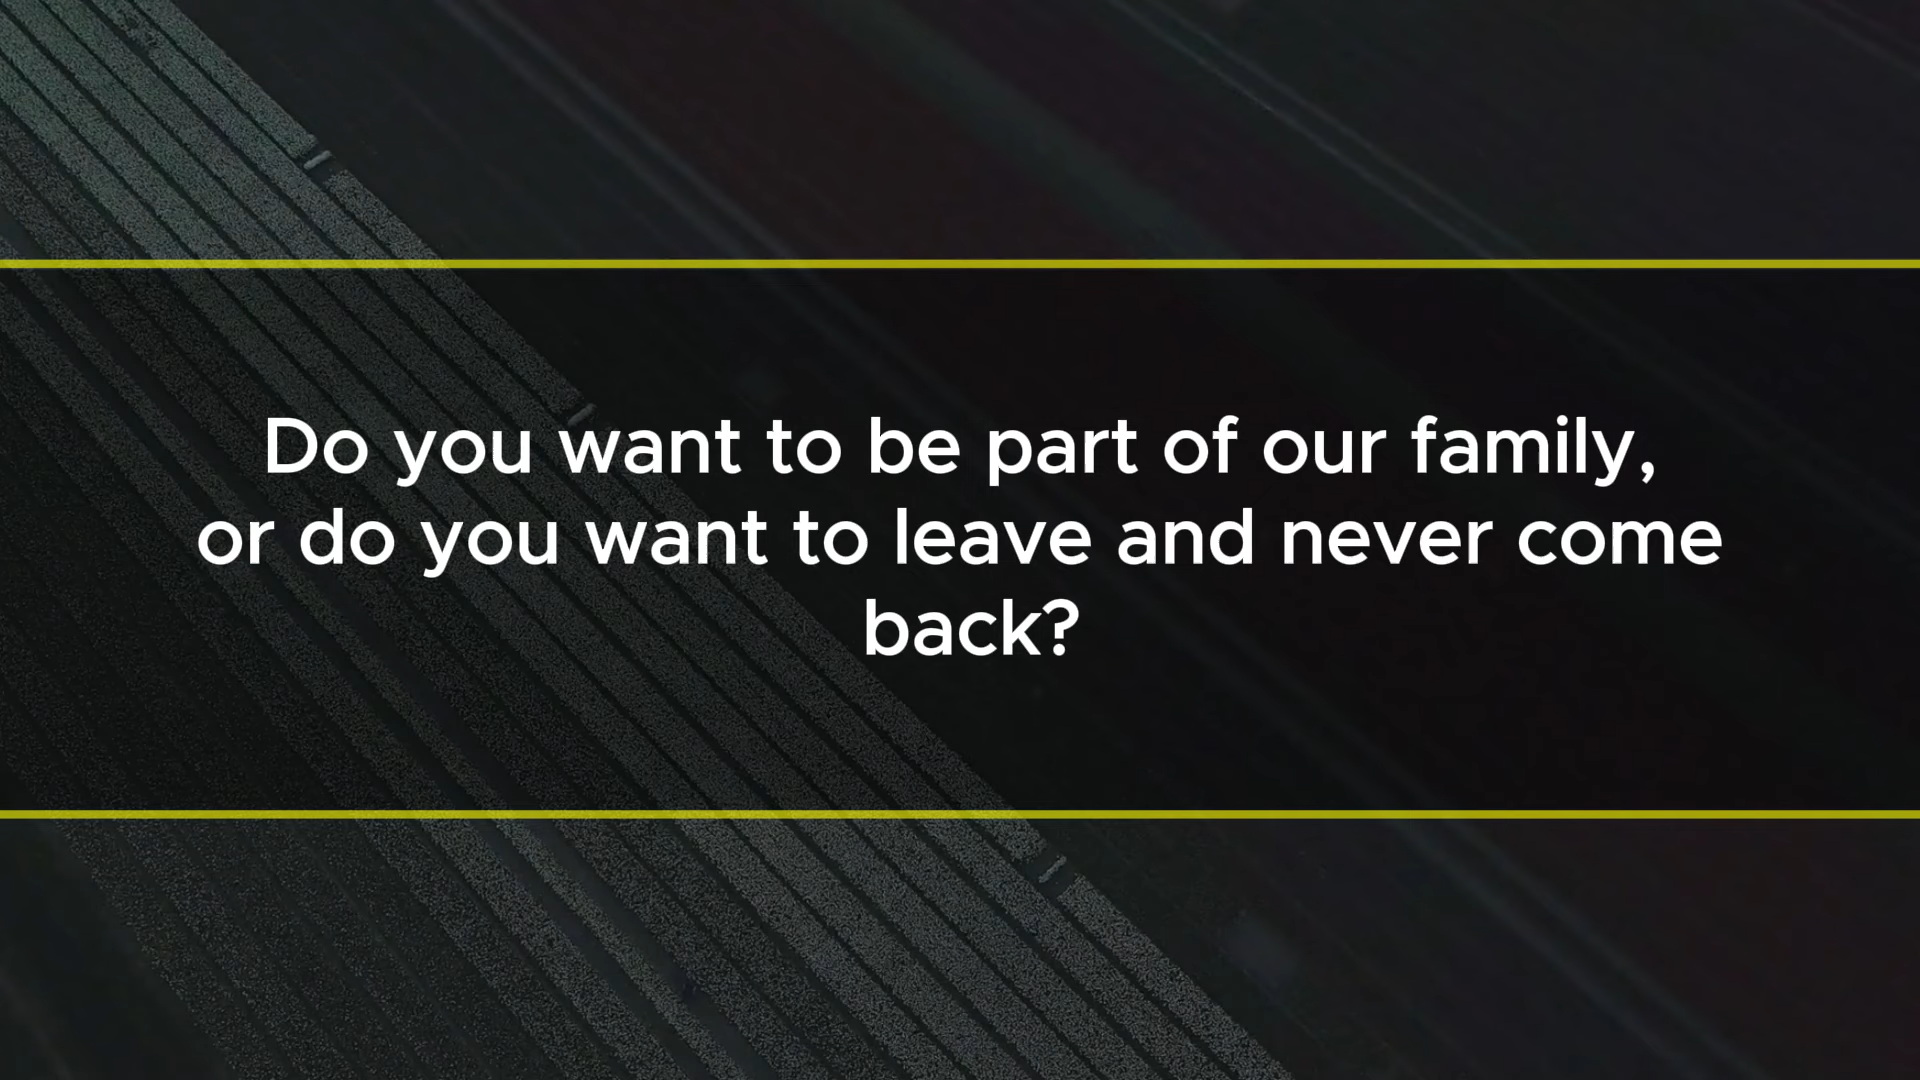 Do you want to be part of our family,
or do you want to leave and never come
back?